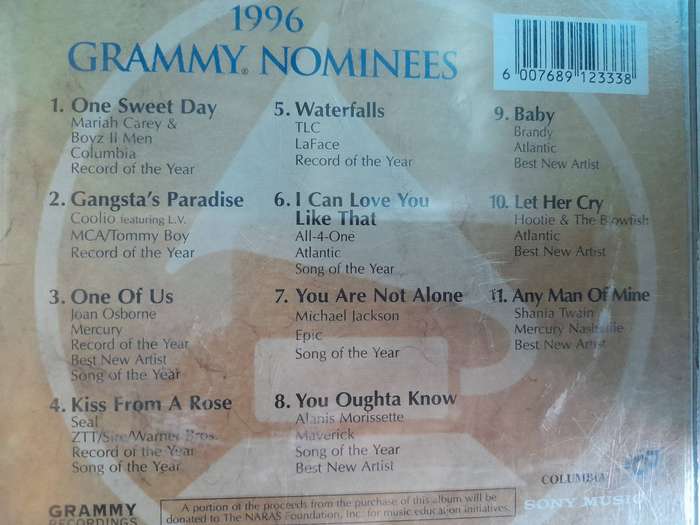 1996
GRAMMY® NOMINEES
6 007689 123338
1. One Sweet Day
Mariah Carey &
Boyz II Men
Columbia
Record of the Year
2. Gangsta's Paradise
Coolio featuring L.V.
MCA/Tommy Boy
Record of the Year
3. One Of Us
Joan Osborne
Mercury
Record of the Year
Best New Artist
Song of the Year
4. Kiss From A Rose
Seal
ZTT/Sire/Warner Bros.
Record of the Year
Song of the Year
5. Waterfalls
TLC
LaFace
Record of the Year
6. I Can Love You
Like That
All-4-One
Atlantic
Song of the Year
7. You Are Not Alone
Michael Jackson
Epic
Song of the Year
8. You Oughta Know
Alanis Morissette
Maverick
Song of the Year
Best New Artist
9. Baby
Brandy
Atlantic
Best New Artist
10. Let Her Cry
Hootie & The Blowfish
Atlantic
Best New Artist
11. Any Man Of Mine
Shania Twain
Mercury Nashville
Best New Artist
GRAMMY
RECORDINGS
A portion of the proceeds from the purchase of this album will be
donated to The NARAS Foundation, Inc. for music education initiatives.
COLUMBIA
SONY MUSIC